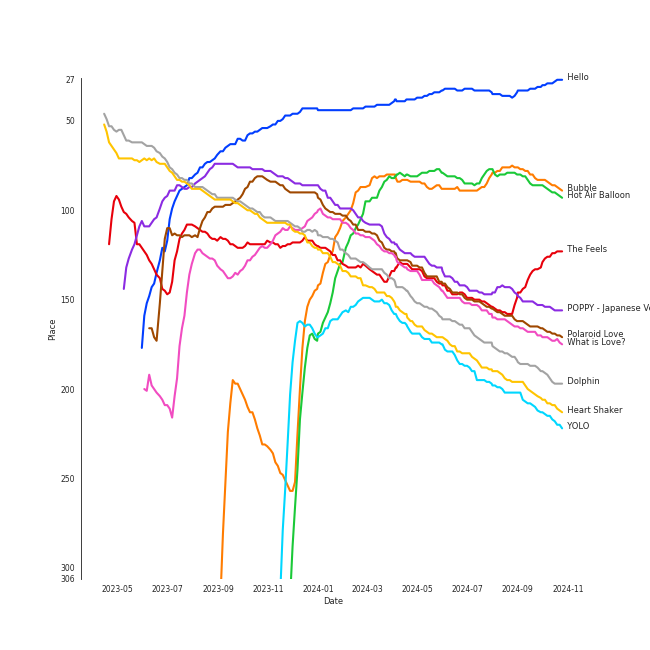 27
50
100
150
200
250
300
306
Place
2023-05
2023-07
2023-09
2023-11
2024-01
2024-03
2024-05
2024-07
2024-09
2024-11
Date
Hello
Bubble
Hot Air Balloon
The Feels
POPPY - Japanese Ve
Polaroid Love
What is Love?
Dolphin
Heart Shaker
YOLO